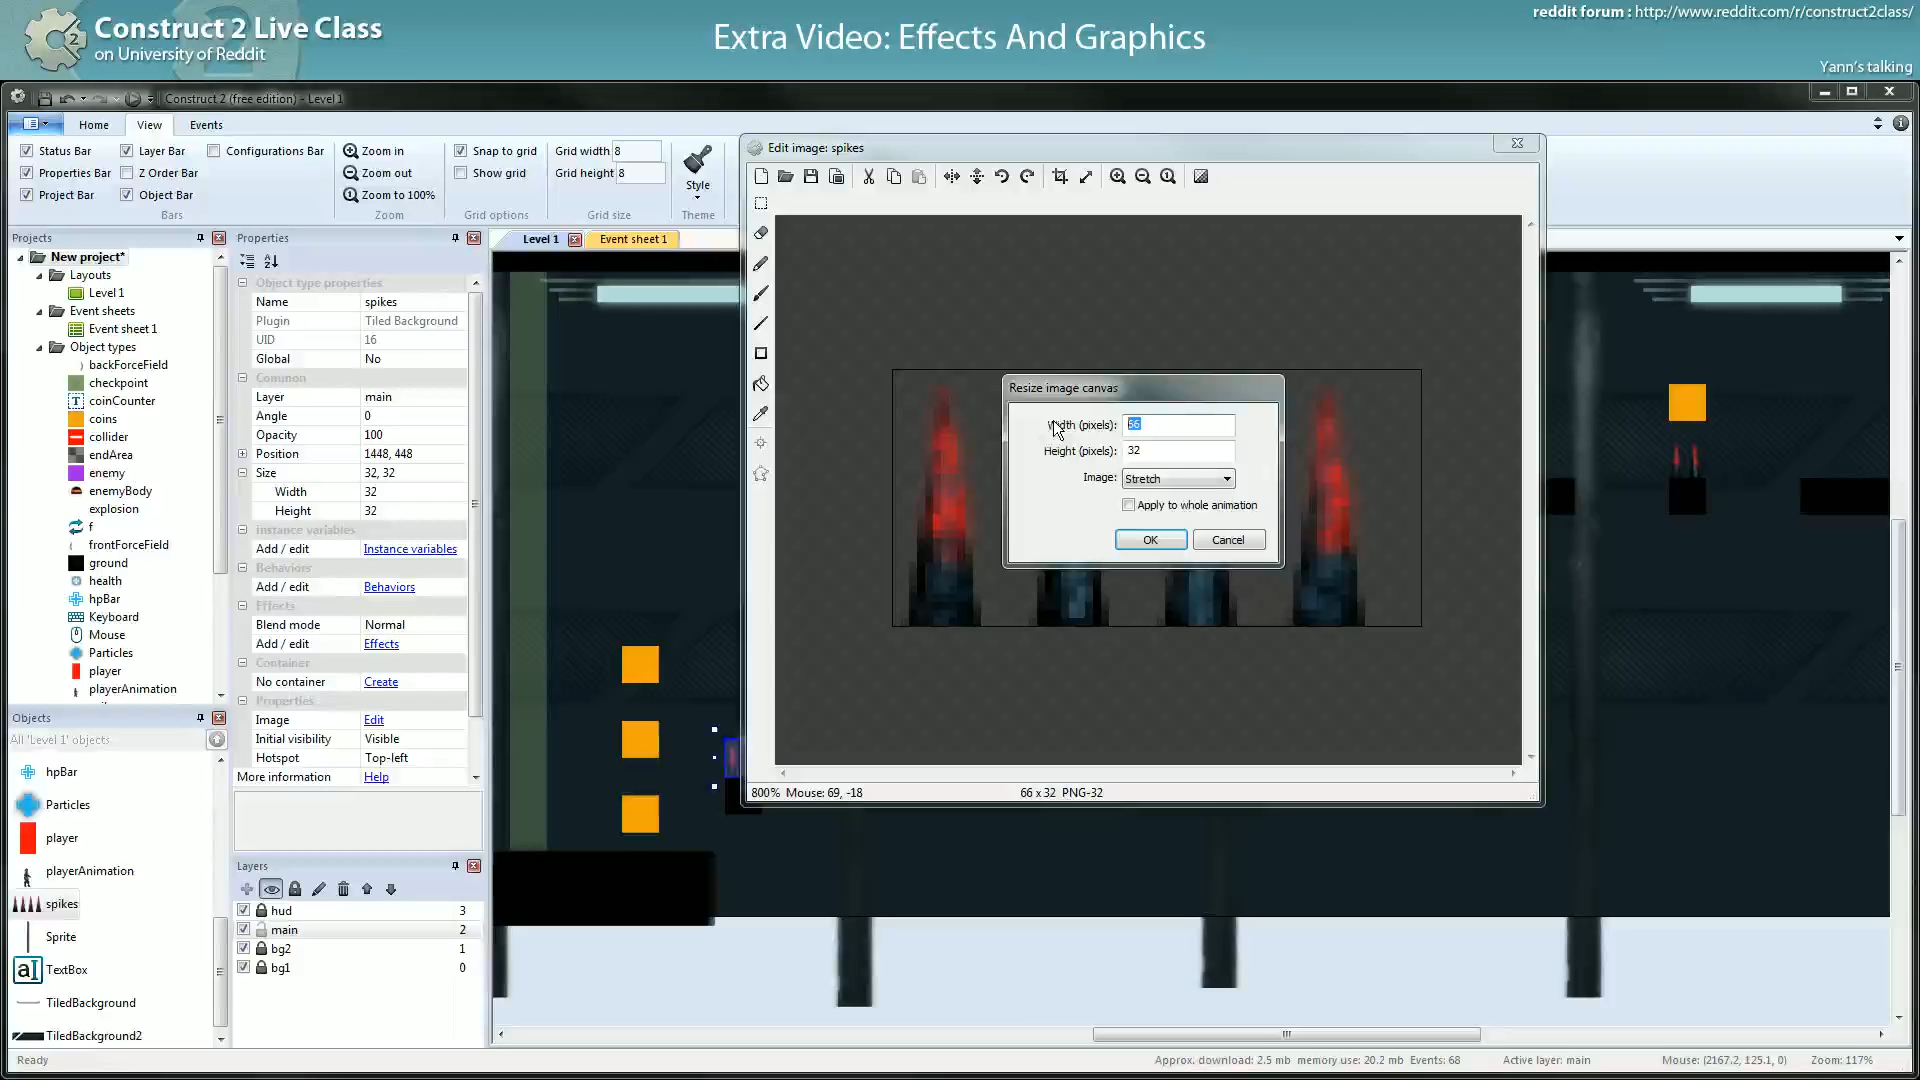 Construct 2 Live Class
on University of Reddit
Extra Video: Effects And Graphics
reddit forum : http://www.reddit.com/r/construct2class/
Yann's talking
Construct 2 (free edition) - Level 1
Home
View
Events
Status Bar
Layer Bar
Configurations Bar
Properties Bar
Z Order Bar
Project Bar
Object Bar
Bars
Zoom in
Zoom out
Zoom to 100%
Zoom
Snap to grid
Show grid
Grid options
Grid width 8
Grid height 8
Grid size
Style
Theme
Projects
New project*
Layouts
Level 1
Event sheets
Event sheet 1
Object types
backForceField
checkpoint
coinCounter
coins
collider
endArea
enemy
enemyBody
explosion
f
frontForceField
ground
health
hpBar
Keyboard
Mouse
Particles
player
playerAnimation
Objects
All 'Level 1' objects
hpBar
Particles
player
playerAnimation
spikes
Sprite
TextBox
TiledBackground
TiledBackground2
Properties
Object type properties
Name spikes
Plugin Tiled Background
UID 16
Global No
Common
Layer main
Angle 0
Opacity 100
Position 1448, 448
Size 32, 32
Width 32
Height 32
Instance variables
Add / edit Instance variables
Behaviors
Add / edit Behaviors
Effects
Blend mode Normal
Add / edit Effects
Container
No container Create
Properties
Image Edit
Initial visibility Visible
Hotspot Top-left
More information Help
Layers
hud 3
main 2
bg2 1
bg1 0
Level 1
Event sheet 1
Edit image: spikes
Resize image canvas
Width (pixels): 66
Height (pixels): 32
Image: Stretch
Apply to whole animation
OK
Cancel
800% Mouse: 69, -18
66 x 32 PNG-32
Ready
Approx. download: 2.5 mb memory use: 20.2 mb Events: 68
Active layer: main
Mouse: (2167.2, 125.1, 0)
Zoom: 117%